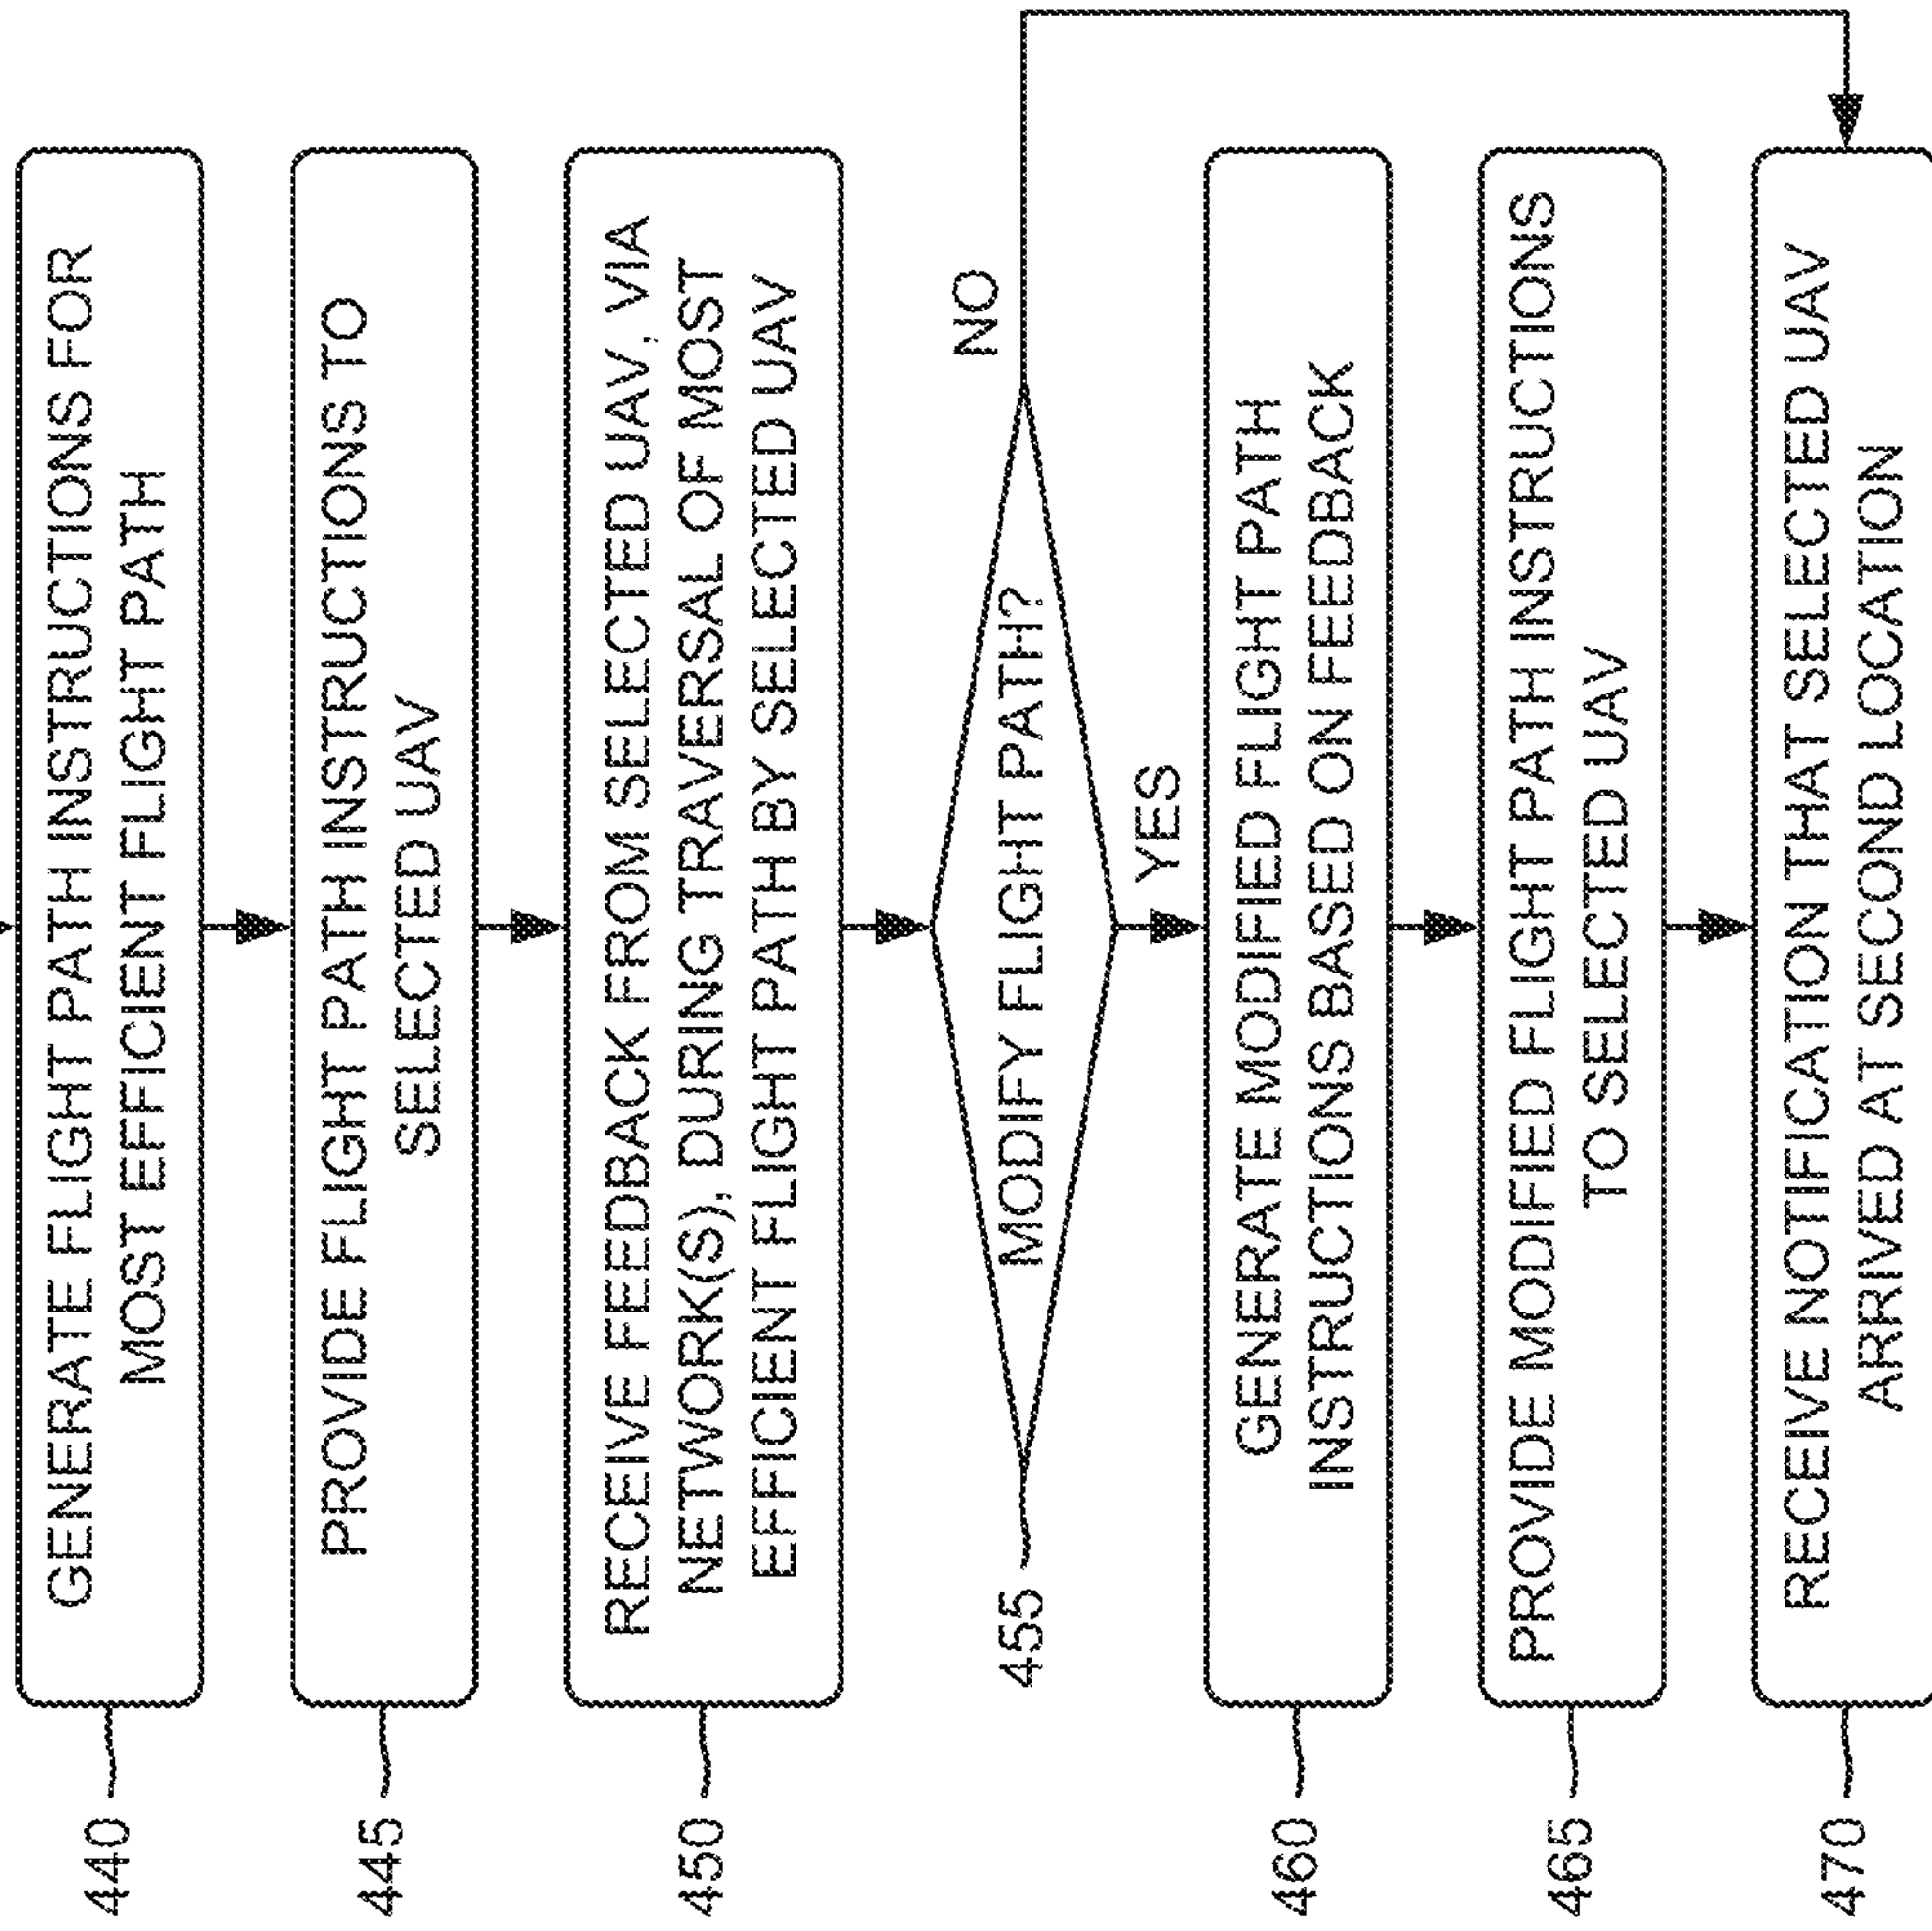 440
GENERATE FLIGHT PATH INSTRUCTIONS FOR
MOST EFFICIENT FLIGHT PATH
445
PROVIDE FLIGHT PATH INSTRUCTIONS TO
SELECTED UAV
450
RECEIVE FEEDBACK FROM SELECTED UAV, VIA
NETWORK(S), DURING TRAVERSAL OF MOST
EFFICIENT FLIGHT PATH BY SELECTED UAV
455
MODIFY FLIGHT PATH?
NO
YES
460
GENERATE MODIFIED FLIGHT PATH
INSTRUCTIONS BASED ON FEEDBACK
465
PROVIDE MODIFIED FLIGHT PATH INSTRUCTIONS
TO SELECTED UAV
470
RECEIVE NOTIFICATION THAT SELECTED UAV
ARRIVED AT SECOND LOCATION